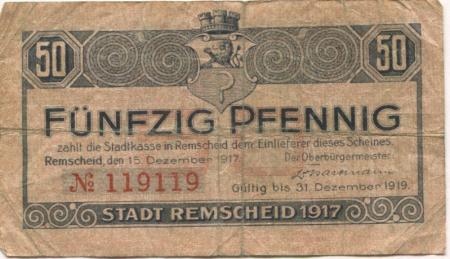 50 50
FÜNFZIG PFENNIG
zahlt die Stadtkasse in Remscheid dem Einlieferer dieses Scheines.
Remscheid, den 15. Dezember 1917. Der Oberbürgermeister
№ 119119
Gültig bis 31. Dezember 1919.
STADT REMSCHEID 1917